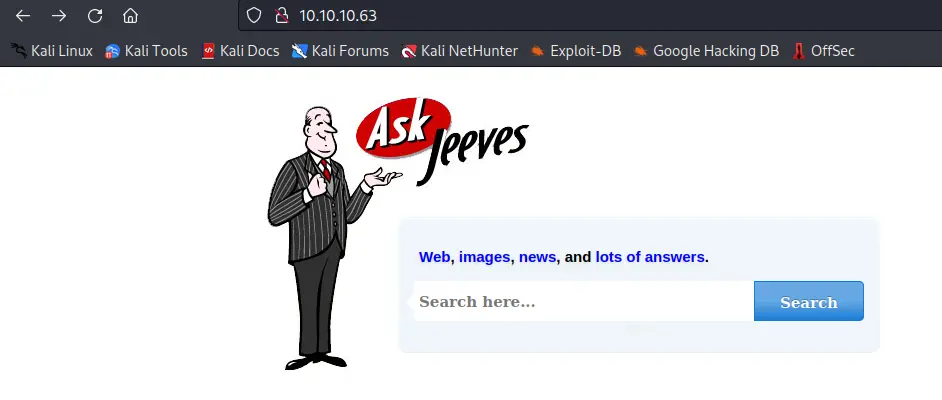 10.10.10.63
Kali Linux Kali Tools Kali Docs Kali Forums Kali NetHunter Exploit-DB Google Hacking DB OffSec
Ask
Jeeves
Web, images, news, and lots of answers.
Search here... Search